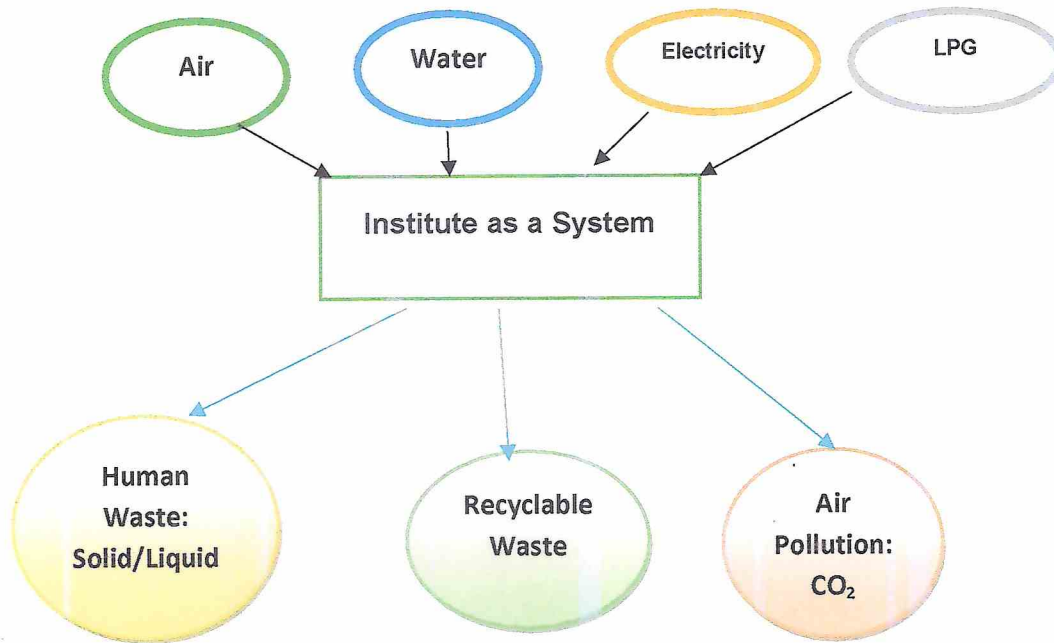 Air
Water
Electricity
LPG
Institute as a System
Human
Waste:
Solid/Liquid
Recyclable
Waste
Air
Pollution:
CO₂